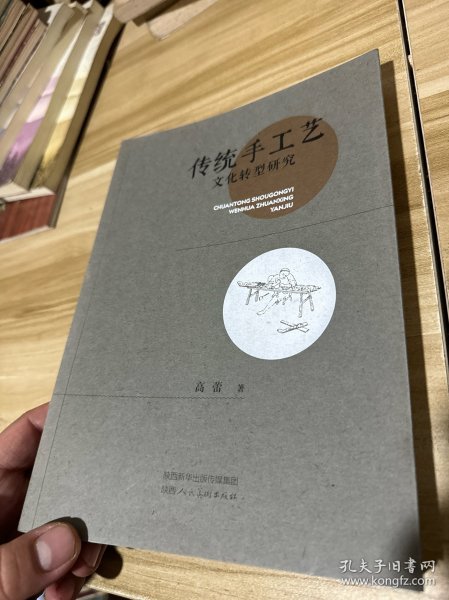 传统手工艺
文化转型研究
CHUANTONG SHOUGONGYI
WENHUA ZHUANXING
YANJIU
高蕾 著
陕西新华出版传媒集团
陕西人民美术出版社
孔夫子旧书网
www.kongfz.com